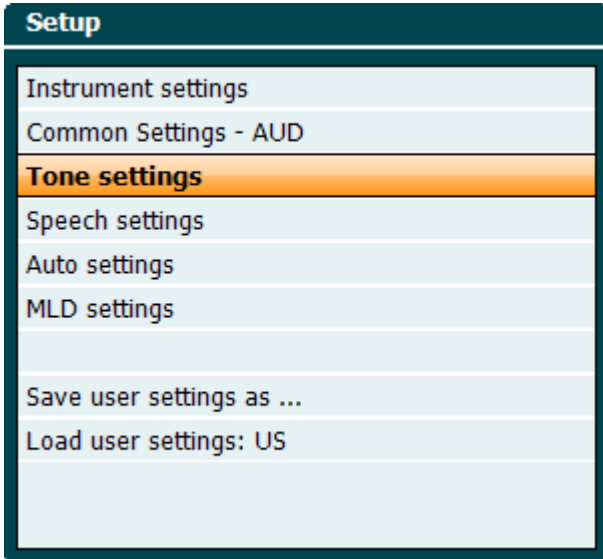 Setup
Instrument settings
Common Settings - AUD
Tone settings
Speech settings
Auto settings
MLD settings
Save user settings as ...
Load user settings: US